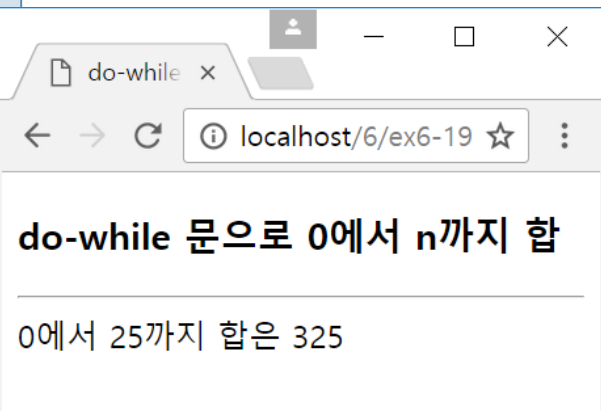 do-while
localhost/6/ex6-19
do-while 문으로 0에서 n까지 합
0에서 25까지 합은 325